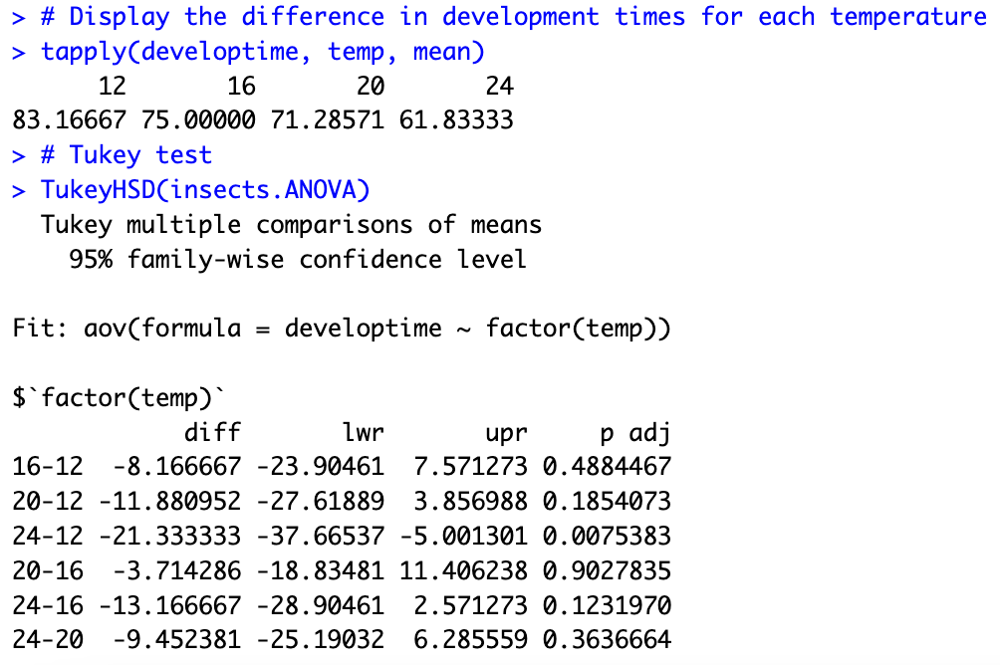 > # Display the difference in development times for each temperature
> tapply(developtime, temp, mean)
      12       16       20       24
83.16667 75.00000 71.28571 61.83333
> # Tukey test
> TukeyHSD(insects.ANOVA)
  Tukey multiple comparisons of means
    95% family-wise confidence level

Fit: aov(formula = developtime ~ factor(temp))

$`factor(temp)`
            diff       lwr       upr     p adj
16-12  -8.166667 -23.90461  7.571273 0.4884467
20-12 -11.880952 -27.61889  3.856988 0.1854073
24-12 -21.333333 -37.66537 -5.001301 0.0075383
20-16  -3.714286 -18.83481 11.406238 0.9027835
24-16 -13.166667 -28.90461  2.571273 0.1231970
24-20  -9.452381 -25.19032  6.285559 0.3636664